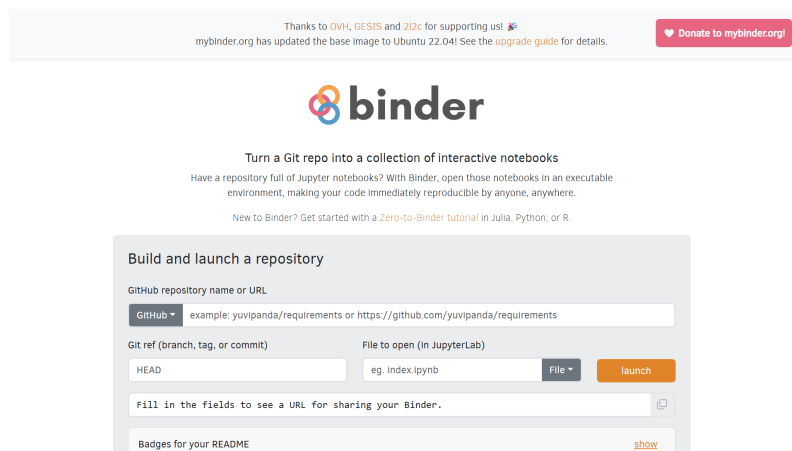 Thanks to OVH, GESIS and 2i2c for supporting us! 🎉
mybinder.org has updated the base image to Ubuntu 22.04! See the upgrade guide for details.
🤍 Donate to mybinder.org!
binder
Turn a Git repo into a collection of interactive notebooks
Have a repository full of Jupyter notebooks? With Binder, open those notebooks in an executable
environment, making your code immediately reproducible by anyone, anywhere.
New to Binder? Get started with a Zero-to-Binder tutorial in Julia, Python, or R.
Build and launch a repository
GitHub repository name or URL
GitHub example: yuvipanda/requirements or https://github.com/yuvipanda/requirements
Git ref (branch, tag, or commit) File to open (in JupyterLab)
HEAD eg. index.ipynb File launch
Fill in the fields to see a URL for sharing your Binder.
Badges for your README show